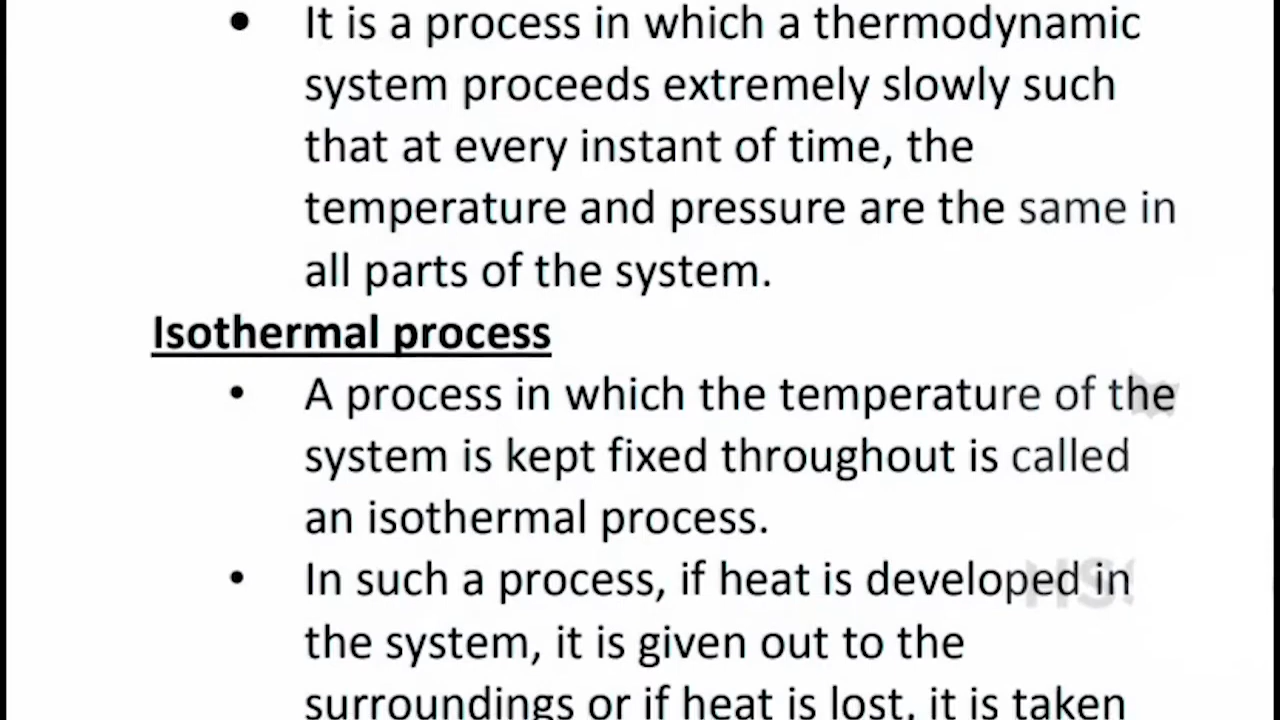 • It is a process in which a thermodynamic
system proceeds extremely slowly such
that at every instant of time, the
temperature and pressure are the same in
all parts of the system.
Isothermal process
• A process in which the temperature of the
system is kept fixed throughout is called
an isothermal process.
• In such a process, if heat is developed in
the system, it is given out to the
surroundings or if heat is lost, it is taken